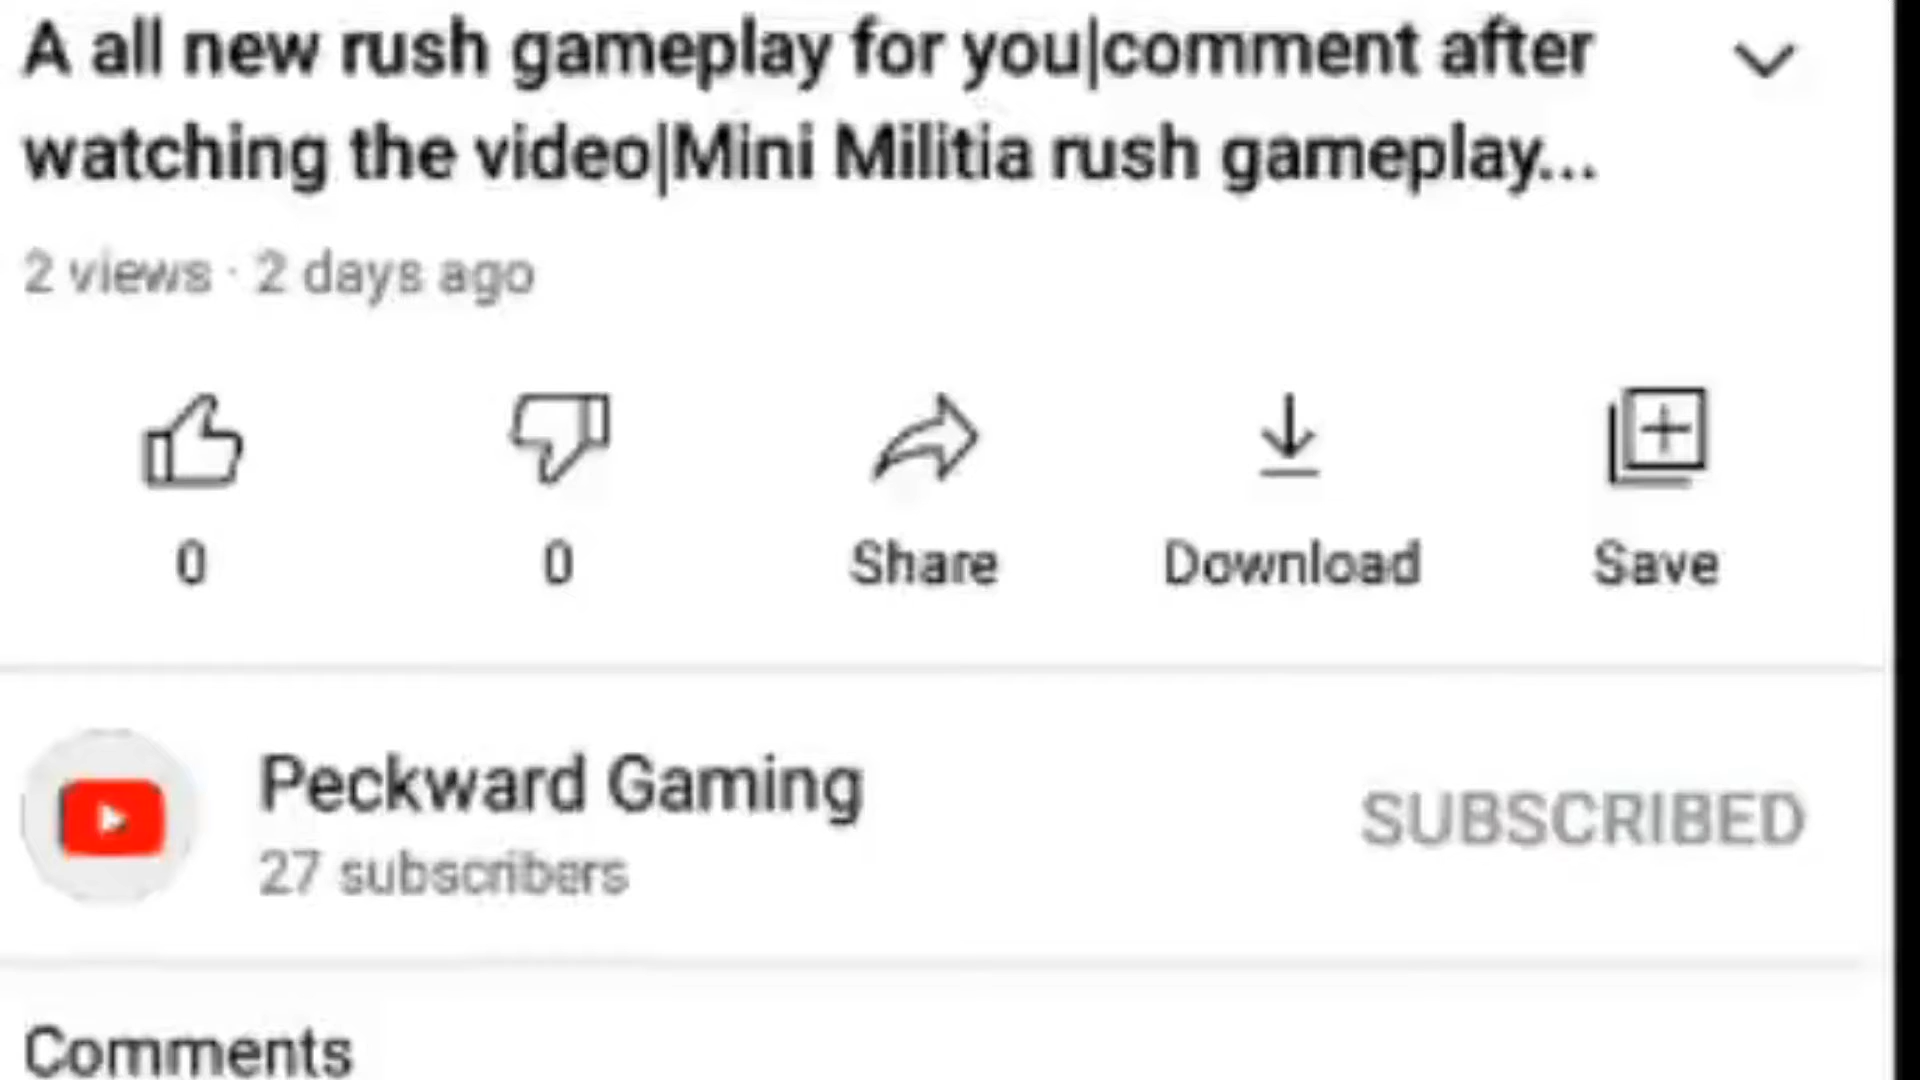 A all new rush gameplay for you|comment after
watching the video|Mini Militia rush gameplay...
2 views · 2 days ago
0 0 Share Download Save
Peckward Gaming
27 subscribers
SUBSCRIBED
Comments